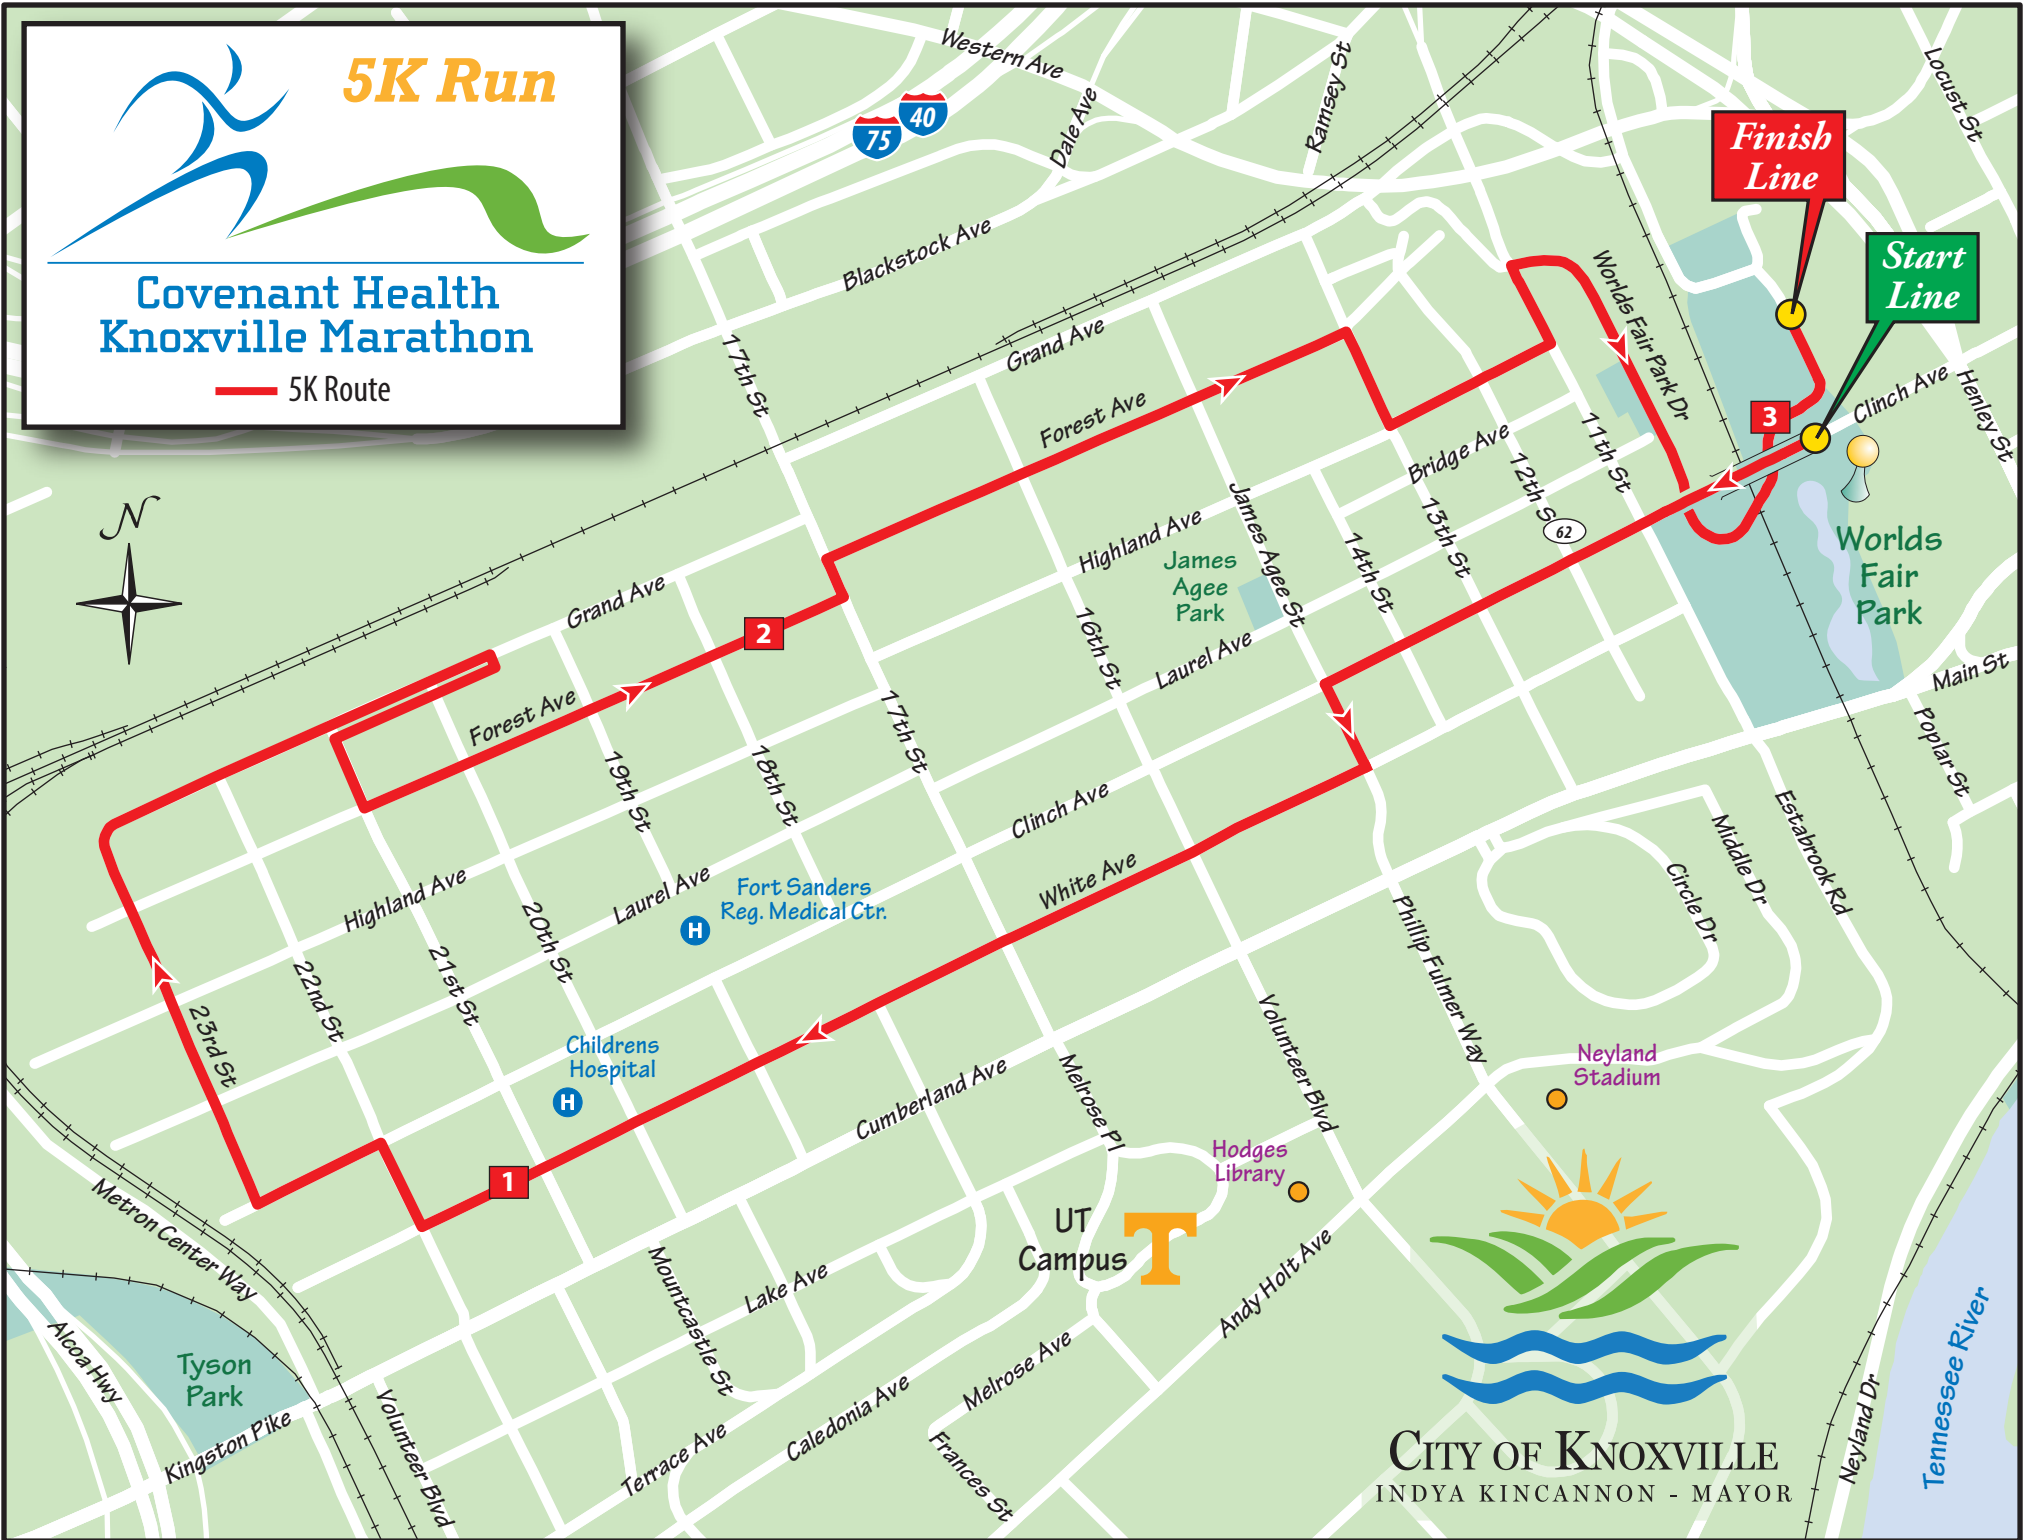 5K Run
Covenant Health
Knoxville Marathon
5K Route
Western Ave
Dale Ave
Ramsey St
Locust St
75
40
Finish
Line
Start
Line
Blackstock Ave
Worlds Fair Park Dr
17th St
Grand Ave
Forest Ave
Clinch Ave
Henley St
3
11th St
Bridge Ave
12th S
62
13th St
14th St
James Agee St
Highland Ave
James
Agee
Park
Worlds
Fair
Park
N
Grand Ave
2
16th St
Laurel Ave
Main St
Poplar St
Forest Ave
17th St
18th St
19th St
Clinch Ave
White Ave
Estabrook Rd
Middle Dr
Circle Dr
Highland Ave
Laurel Ave
Fort Sanders
Reg. Medical Ctr.
H
20th St
21st St
22nd St
23rd St
Phillip Fulmer Way
Volunteer Blvd
Childrens
Hospital
H
Melrose Pl
Cumberland Ave
Neyland
Stadium
Hodges
Library
1
Metron Center Way
UT
Campus
T
Andy Holt Ave
Mountcastle St
Lake Ave
Alcoa Hwy
Tyson
Park
Kingston Pike
Volunteer Blvd
Terrace Ave
Caledonia Ave
Melrose Ave
Frances St
Neyland Dr
Tennessee River
City of Knoxville
INDYA KINCANNON - MAYOR